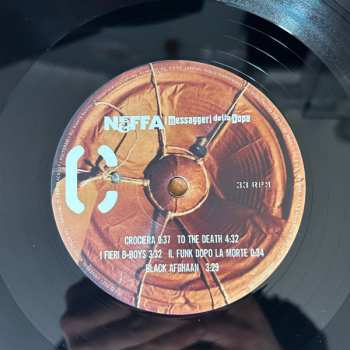 NEFFA & i Messaggeri della Dopa
C
33 RPM
CROCIERA 0:37 TO THE DEATH 4:32
I FIERI B-BOYS 3:32 IL FUNK DOPO LA MORTE 0:34
BLACK AFGHAAN 3:29